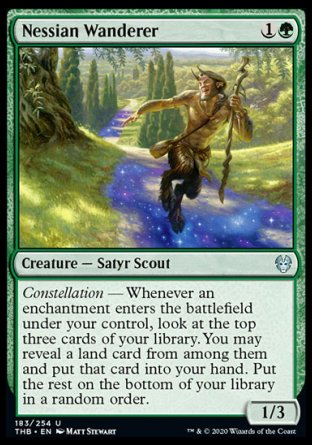 Nessian Wanderer 1
Creature — Satyr Scout
Constellation — Whenever an
enchantment enters the battlefield
under your control, look at the top
three cards of your library. You may
reveal a land card from among them
and put that card into your hand. Put
the rest on the bottom of your library
in a random order.
1/3
183/254 U
THB • EN Matt Stewart
™ & © 2020 Wizards of the Coast